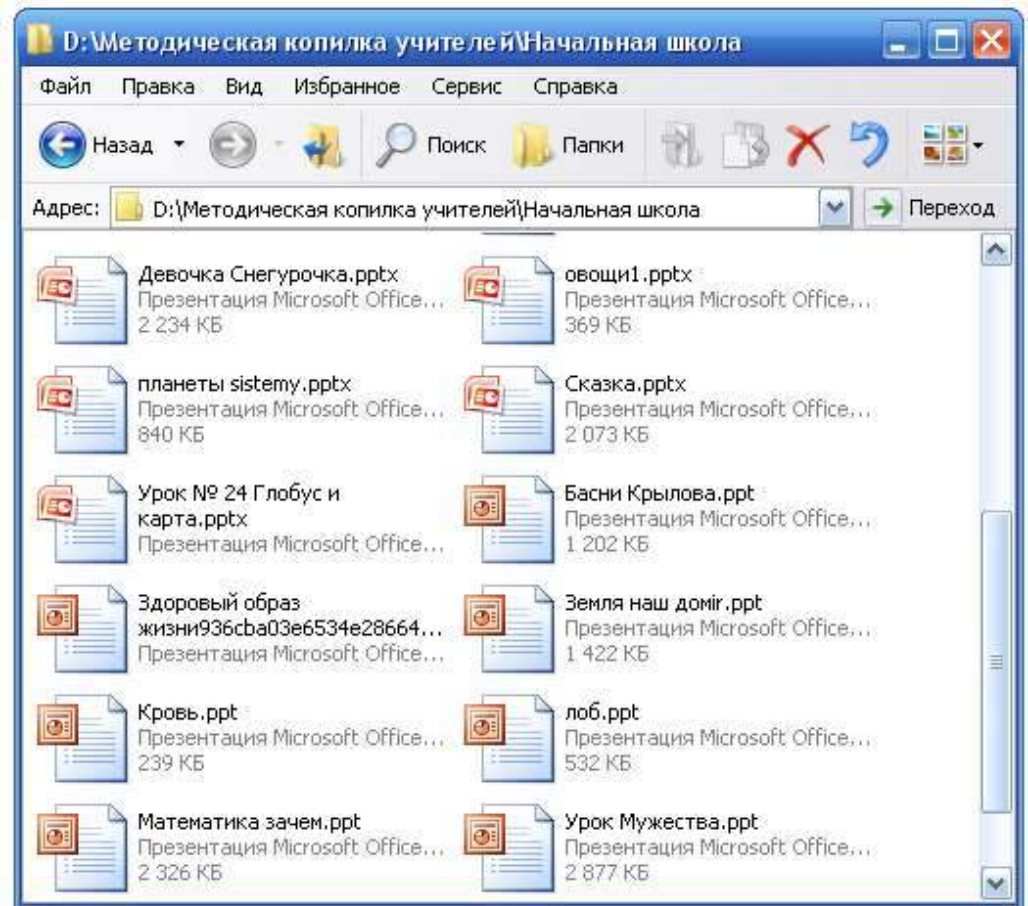 D:\Методическая копилка учителей\Начальная школа
Файл Правка Вид Избранное Сервис Справка
Назад Поиск Папки
Адрес: D:\Методическая копилка учителей\Начальная школа Переход
Девочка Снегурочка.pptx
Презентация Microsoft Office...
2 234 КБ
овощи1.pptx
Презентация Microsoft Office...
369 КБ
планеты sistemy.pptx
Презентация Microsoft Office...
840 КБ
Сказка.pptx
Презентация Microsoft Office...
2 073 КБ
Урок № 24 Глобус и
карта.pptx
Презентация Microsoft Office...
Басни Крылова.ppt
Презентация Microsoft Office...
1 202 КБ
Здоровый образ
жизни936cba03e6534e28664...
Презентация Microsoft Office...
Земля наш домir.ppt
Презентация Microsoft Office...
1 422 КБ
Кровь.ppt
Презентация Microsoft Office...
239 КБ
лоб.ppt
Презентация Microsoft Office...
532 КБ
Математика зачем.ppt
Презентация Microsoft Office...
2 326 КБ
Урок Мужества.ppt
Презентация Microsoft Office...
2 877 КБ